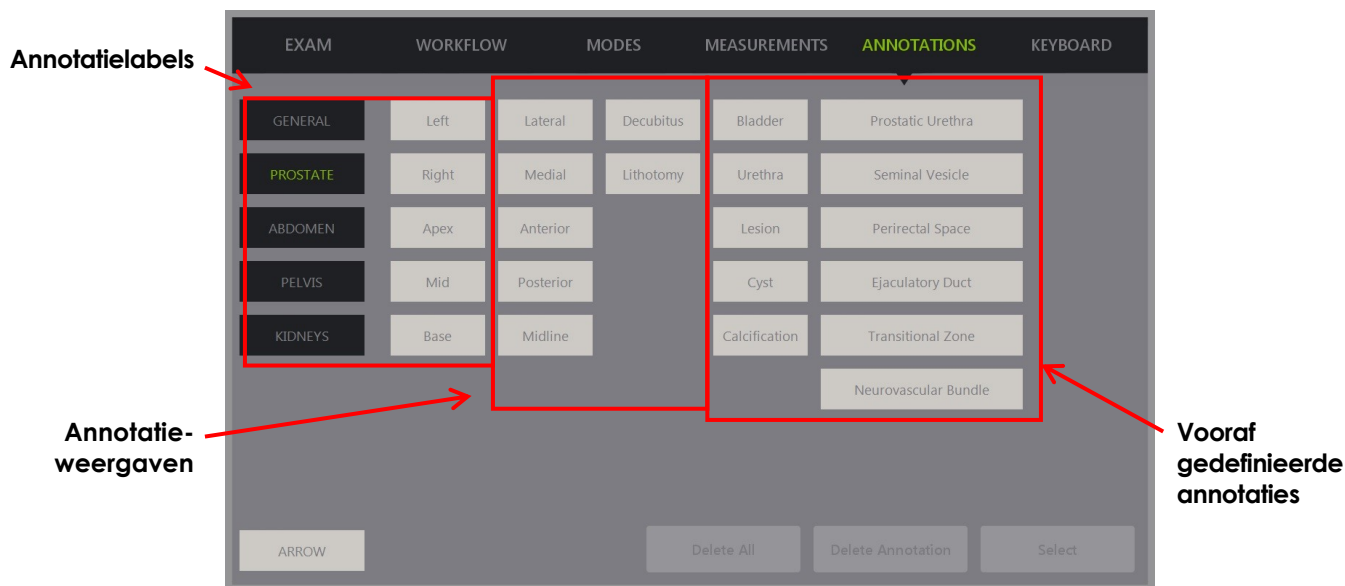 EXAM WORKFLOW MODES MEASUREMENTS ANNOTATIONS KEYBOARD
Annotatielabels
GENERAL Left Lateral Decubitus Bladder Prostatic Urethra
PROSTATE Right Medial Lithotomy Urethra Seminal Vesicle
ABDOMEN Apex Anterior Lesion Perirectal Space
PELVIS Mid Posterior Cyst Ejaculatory Duct
KIDNEYS Base Midline Calcification Transitional Zone
Neurovascular Bundle
Annotatie-
weergaven
Vooraf
gedefinieerde
annotaties
ARROW Delete All Delete Annotation Select